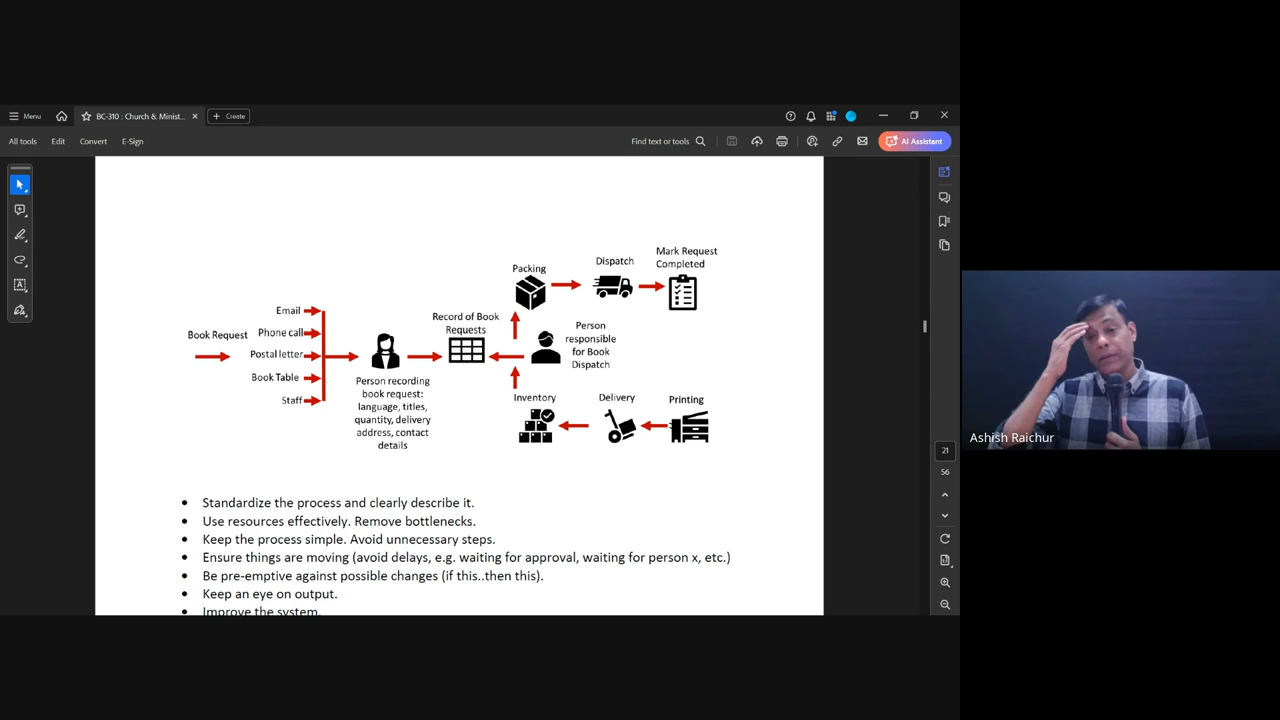 Menu
BC-310 : Church & Minist...
Create
All tools
Edit
Convert
E-Sign
Find text or tools
AI Assistant
Book Request
Email
Phone call
Postal letter
Book Table
Staff
Person recording
book request:
language, titles,
quantity, delivery
address, contact
details
Record of Book
Requests
Packing
Dispatch
Mark Request
Completed
Person
responsible
for Book
Dispatch
Inventory
Delivery
Printing
• Standardize the process and clearly describe it.
• Use resources effectively. Remove bottlenecks.
• Keep the process simple. Avoid unnecessary steps.
• Ensure things are moving (avoid delays, e.g. waiting for approval, waiting for person x, etc.)
• Be pre-emptive against possible changes (if this..then this).
• Keep an eye on output.
• Improve the system.
21
56
Ashish Raichur